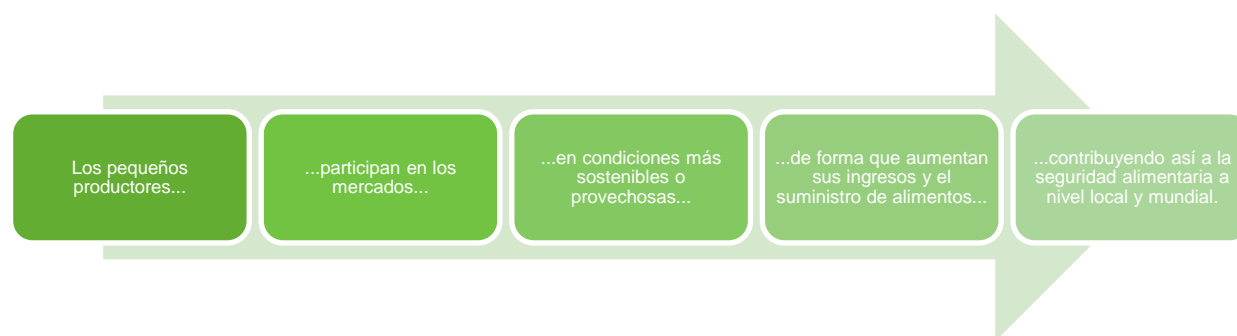 Los pequeños
productores...
...participan en los
mercados...
...en condiciones más
sostenibles o
provechosas...
...de forma que aumentan
sus ingresos y el
suministro de alimentos...
...contribuyendo así a la
seguridad alimentaria a
nivel local y mundial.